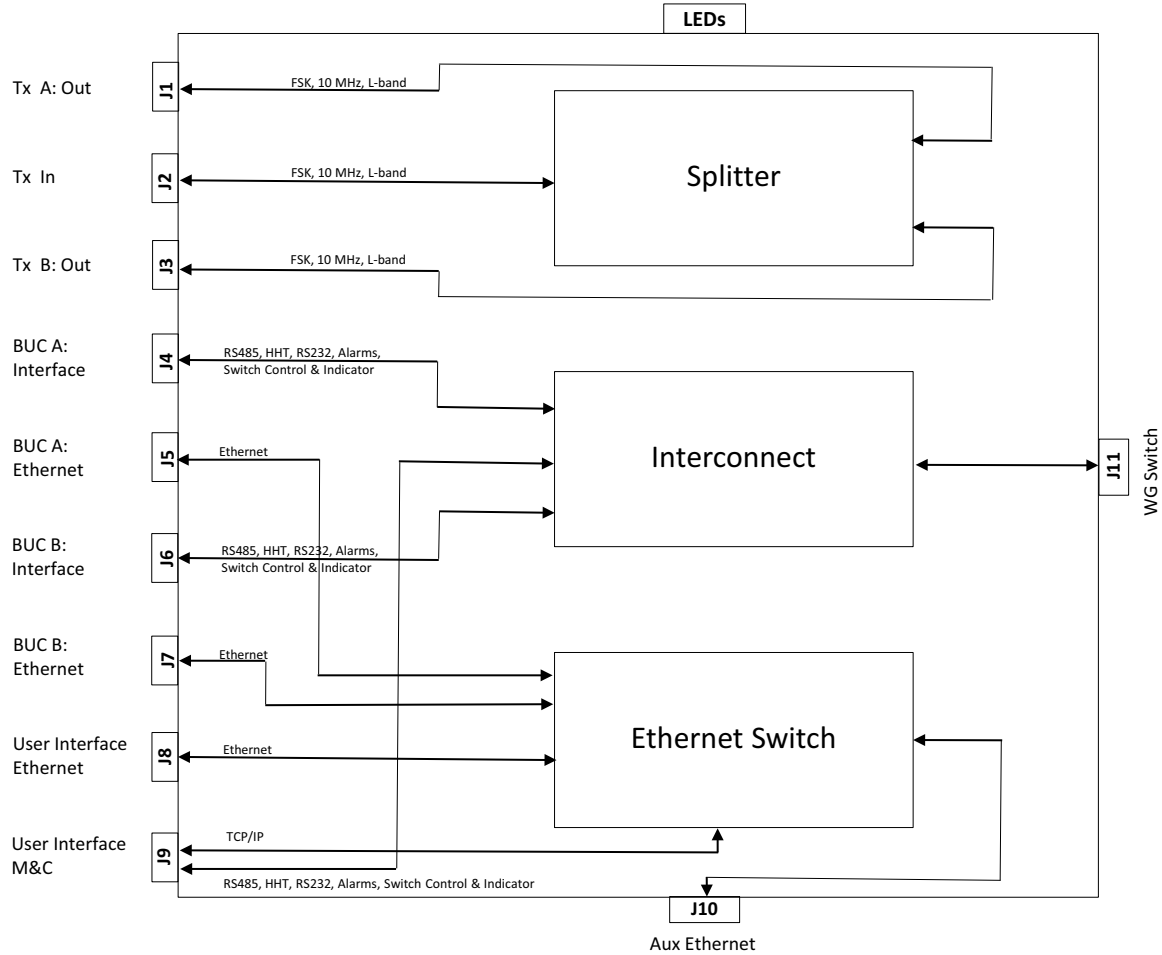 LEDs
Tx A: Out
J1
FSK, 10 MHz, L-band
Splitter
Tx In
J2
FSK, 10 MHz, L-band
Tx B: Out
J3
FSK, 10 MHz, L-band
BUC A:
Interface
J4
RS485, HHT, RS232, Alarms,
Switch Control & Indicator
Interconnect
J11
WG Switch
BUC A:
Ethernet
J5
Ethernet
BUC B:
Interface
J6
RS485, HHT, RS232, Alarms,
Switch Control & Indicator
BUC B:
Ethernet
J7
Ethernet
Ethernet Switch
User Interface
Ethernet
J8
Ethernet
User Interface
M&C
J9
TCP/IP
RS485, HHT, RS232, Alarms, Switch Control & Indicator
J10
Aux Ethernet